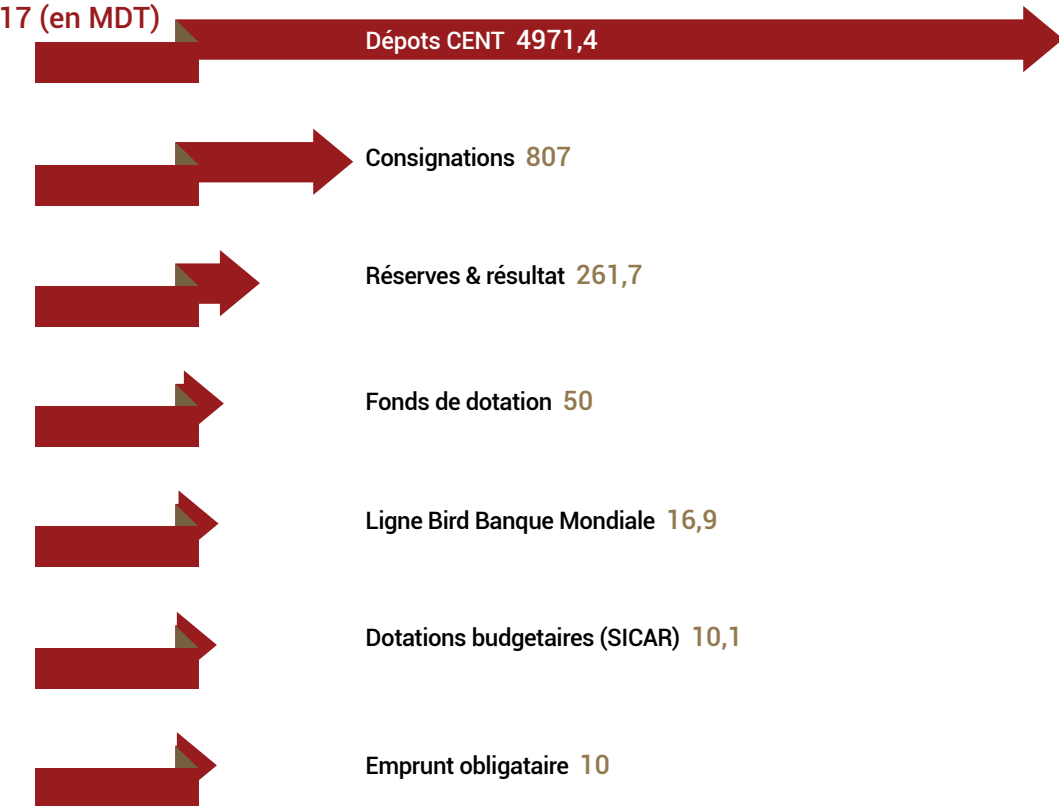 17 (en MDT)
Dépots CENT 4971,4
Consignations 807
Réserves & résultat 261,7
Fonds de dotation 50
Ligne Bird Banque Mondiale 16,9
Dotations budgetaires (SICAR) 10,1
Emprunt obligataire 10